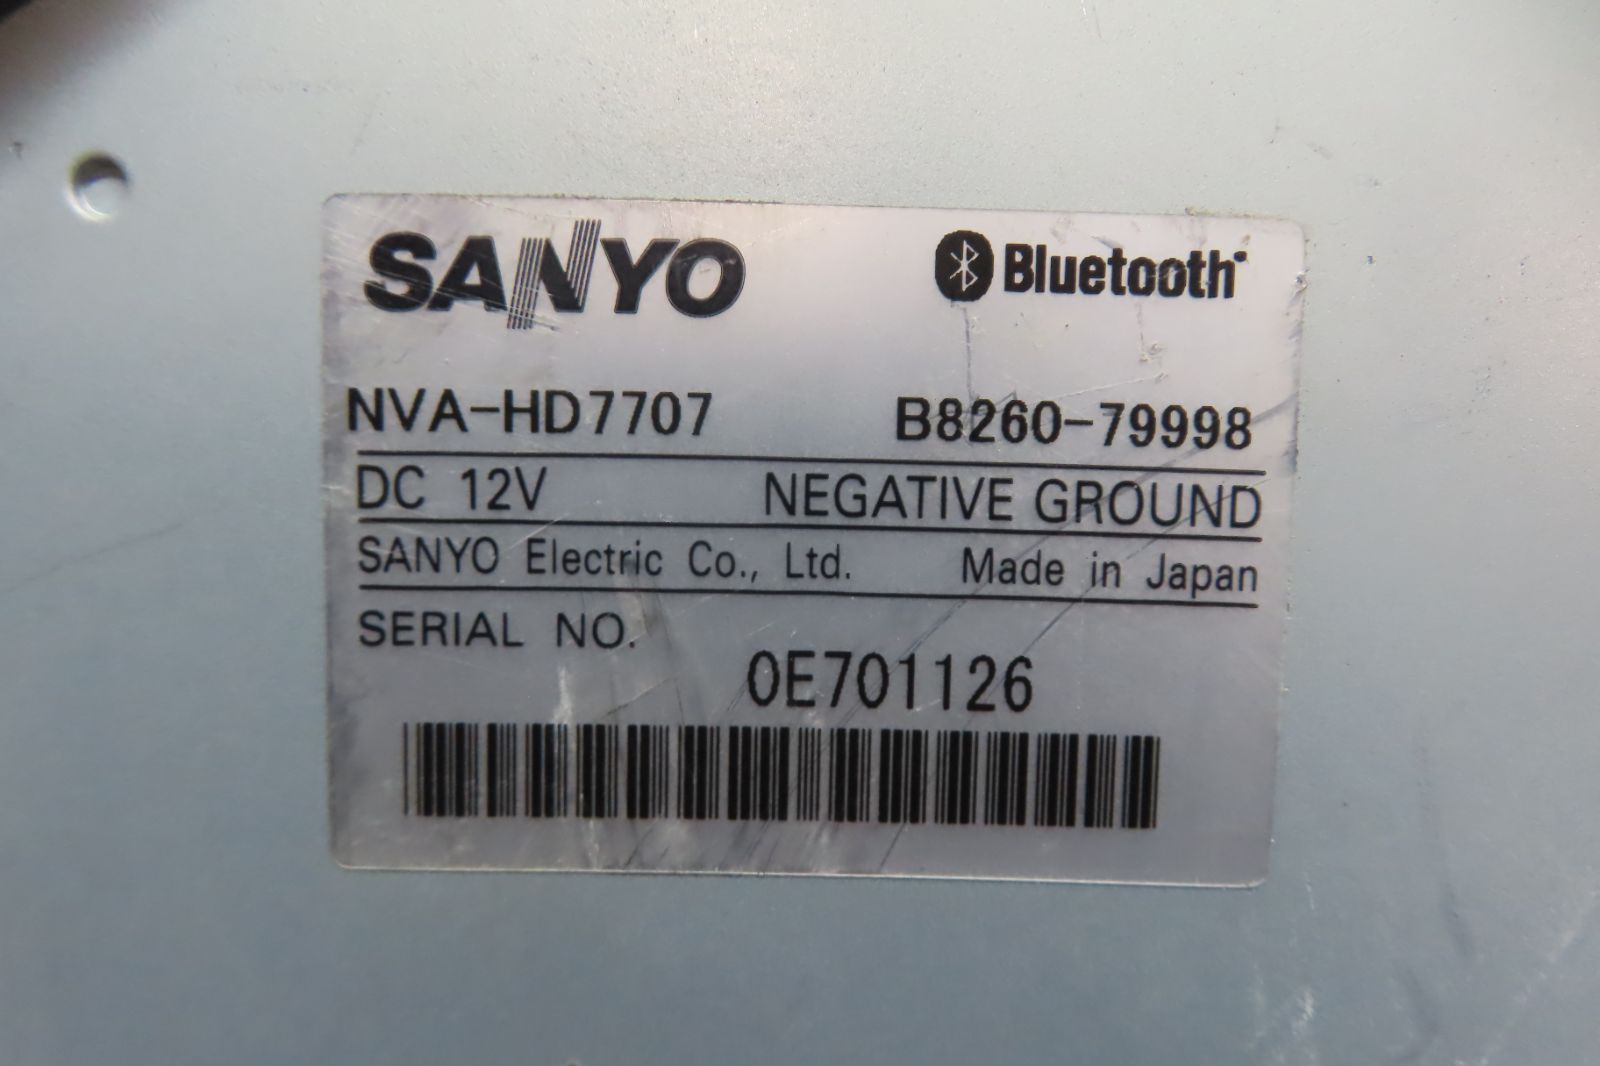 SANYO Bluetooth
NVA-HD7707 B8260-79998
DC 12V NEGATIVE GROUND
SANYO Electric Co., Ltd. Made in Japan
SERIAL NO.
0E701126